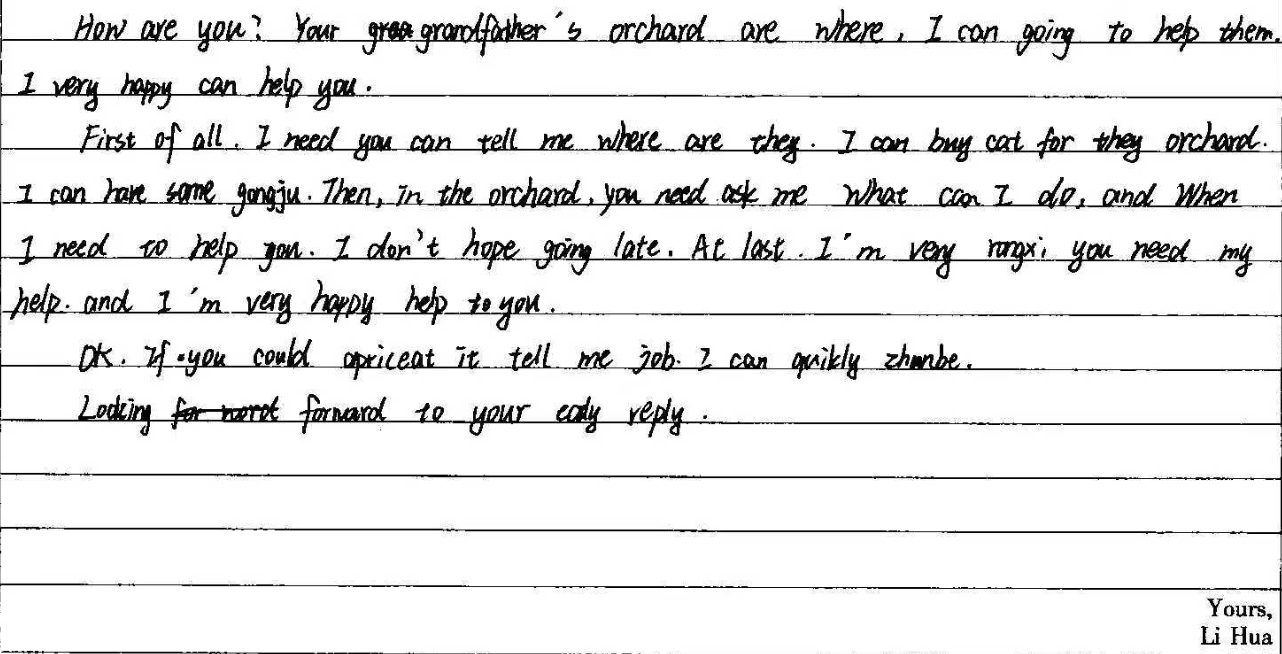 How are you? Your grea grandfather's orchard are where, I can going to help them.
I very happy can help you.
First of all. I need you can tell me where are they. I can buy cat for they orchard.
I can have some gongju. Then, in the orchard, you need ask me what can I do, and When
I need to help you. I don't hope going late. At last. I'm very rongxi, you need my
help. and I'm very happy help to you.
OK. If you could apriceat it tell me job. I can quikly zhunbe.
Looking for forward to your eady reply.
Yours,
Li Hua